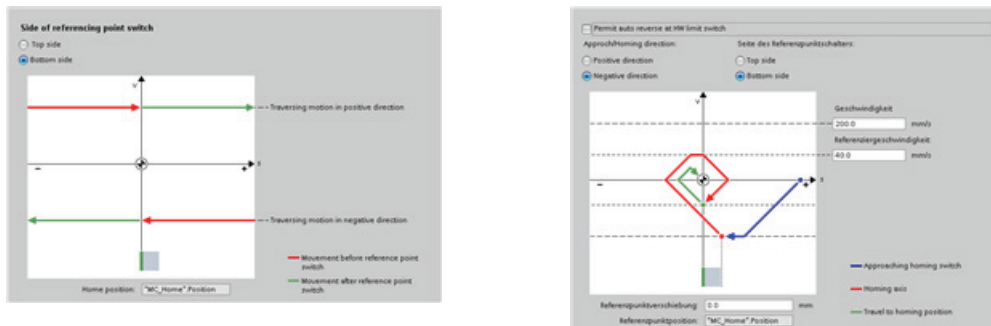 Side of referencing point switch
Top side
Bottom side
v
Traversing motion in positive direction
- + x
Traversing motion in negative direction
Movement before reference point
switch
Movement after reference point
switch
Home position: "MC_Home".Position
Permit auto reverse at HW limit switch
Approch/Homing direction: Seite des Referenzpunktschalters:
Positive direction Top side
Negative direction Bottom side
v
Geschwindigkeit
200.0 mm/s
Referenziergeschwindigkeit:
40.0 mm/s
- + x
Approaching homing switch
Homing axis
Travel to homing position
Referenzpunktverschiebung: 0.0 mm
Referenzpunktposition: "MC_Home".Position